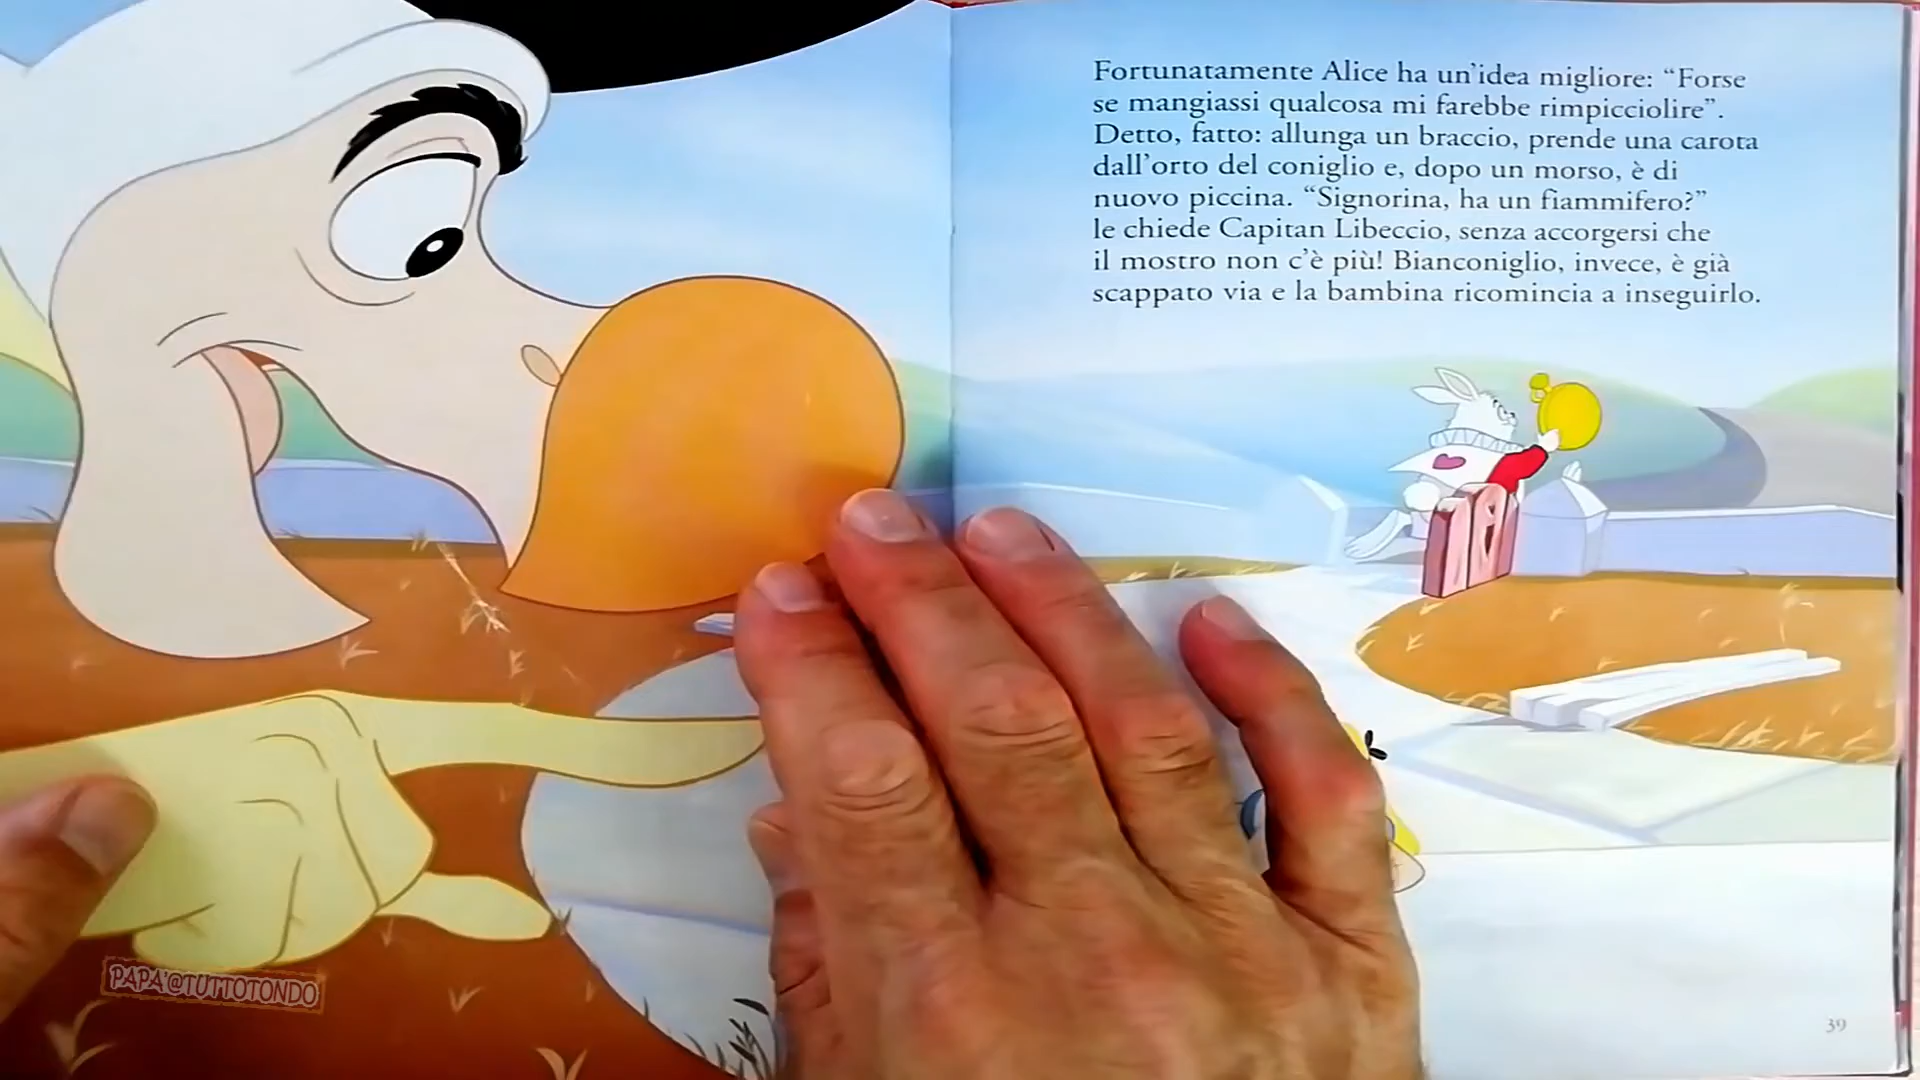 Fortunatamente Alice ha un'idea migliore: “Forse
se mangiassi qualcosa mi farebbe rimpicciolire”.
Detto, fatto: allunga un braccio, prende una carota
dall'orto del coniglio e, dopo un morso, è di
nuovo piccina. “Signorina, ha un fiammifero?”
le chiede Capitan Libeccio, senza accorgersi che
il mostro non c'è più! Bianconiglio, invece, è già
scappato via e la bambina ricomincia a inseguirlo.
PAPA'@TUTTOTONDO
39